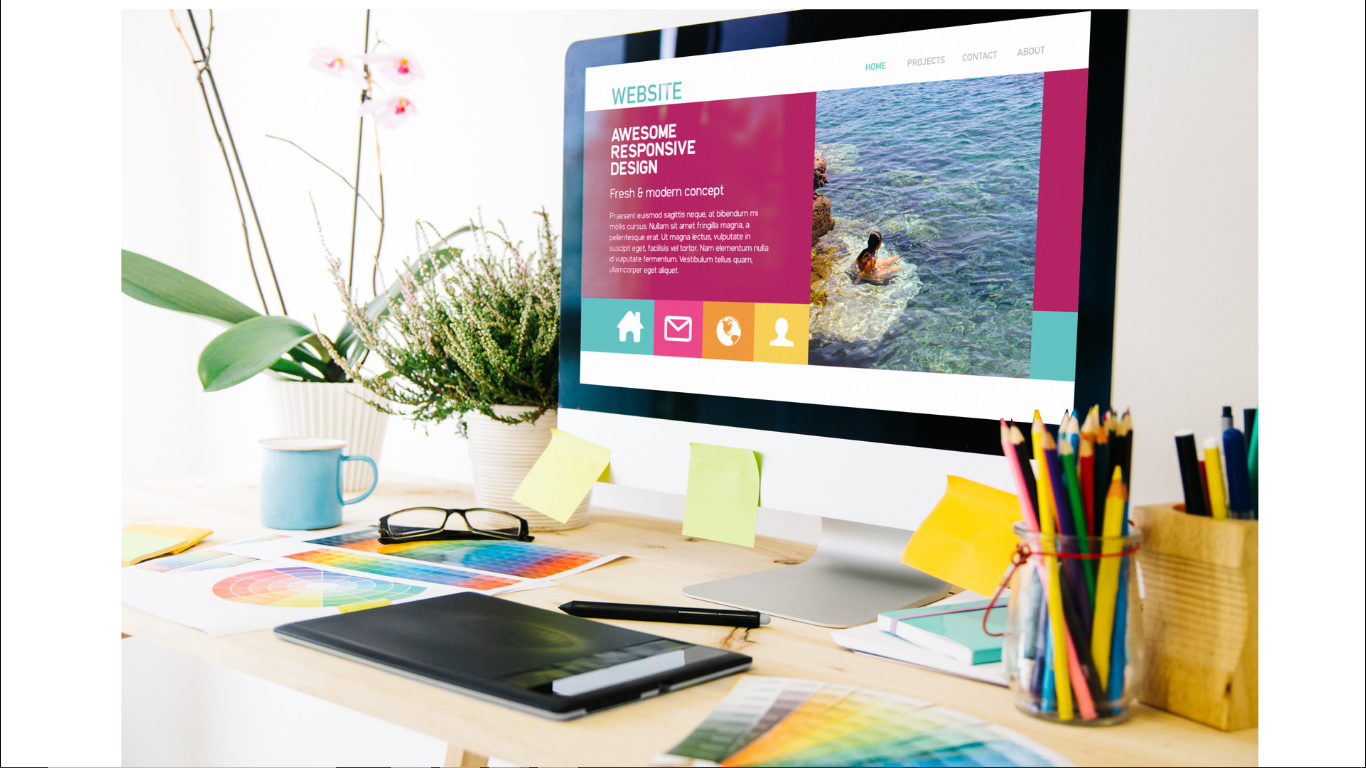 HOME PROJECTS CONTACT ABOUT
WEBSITE
AWESOME
RESPONSIVE
DESIGN
Fresh & modern concept
Praesent euismod sagittis neque, at bibendum mi
mollis cursus. Nullam sit amet fringilla magna, a
pellentesque erat. Ut magna lectus, vulputate in
suscipit eget, facilisis vel tortor. Nam elementum nulla
id vulputate fermentum. Vestibulum tellus quam,
ullamcorper eget aliquet.